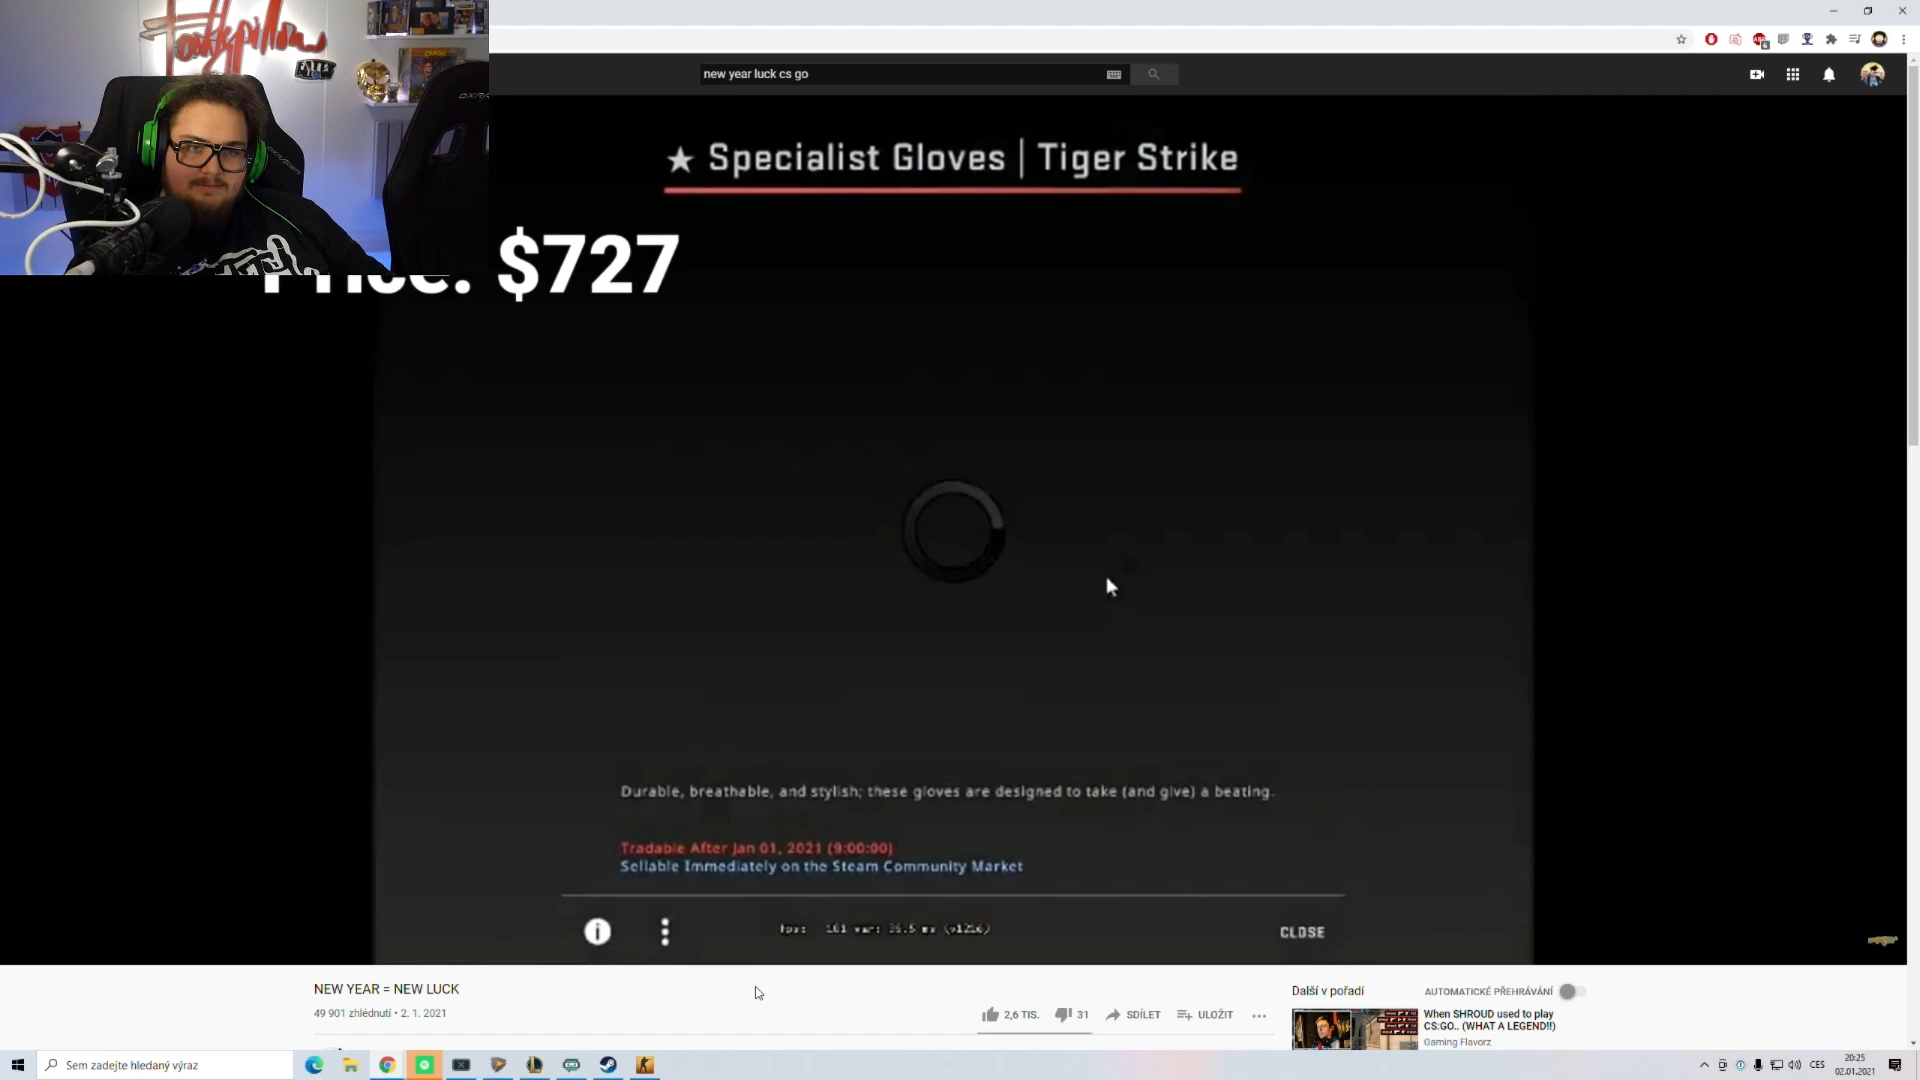 new year luck cs go
★ Specialist Gloves | Tiger Strike
Price: $727
Durable, breathable, and stylish; these gloves are designed to take (and give) a beating.
Tradable After Jan 01, 2021 (9:00:00)
Sellable Immediately on the Steam Community Market
fps: 101 var:
CLOSE
NEW YEAR = NEW LUCK
49 901 zhlédnutí • 2. 1. 2021
2,6 TIS.
31
SDÍLET
ULOŽIT
Další v pořadí
AUTOMATICKÉ PŘEHRÁVÁNÍ
When SHROUD used to play
CS:GO.. (WHAT A LEGEND!!)
Gaming Flavorz
Sem zadejte hledaný výraz
CES
20:25
02.01.2021